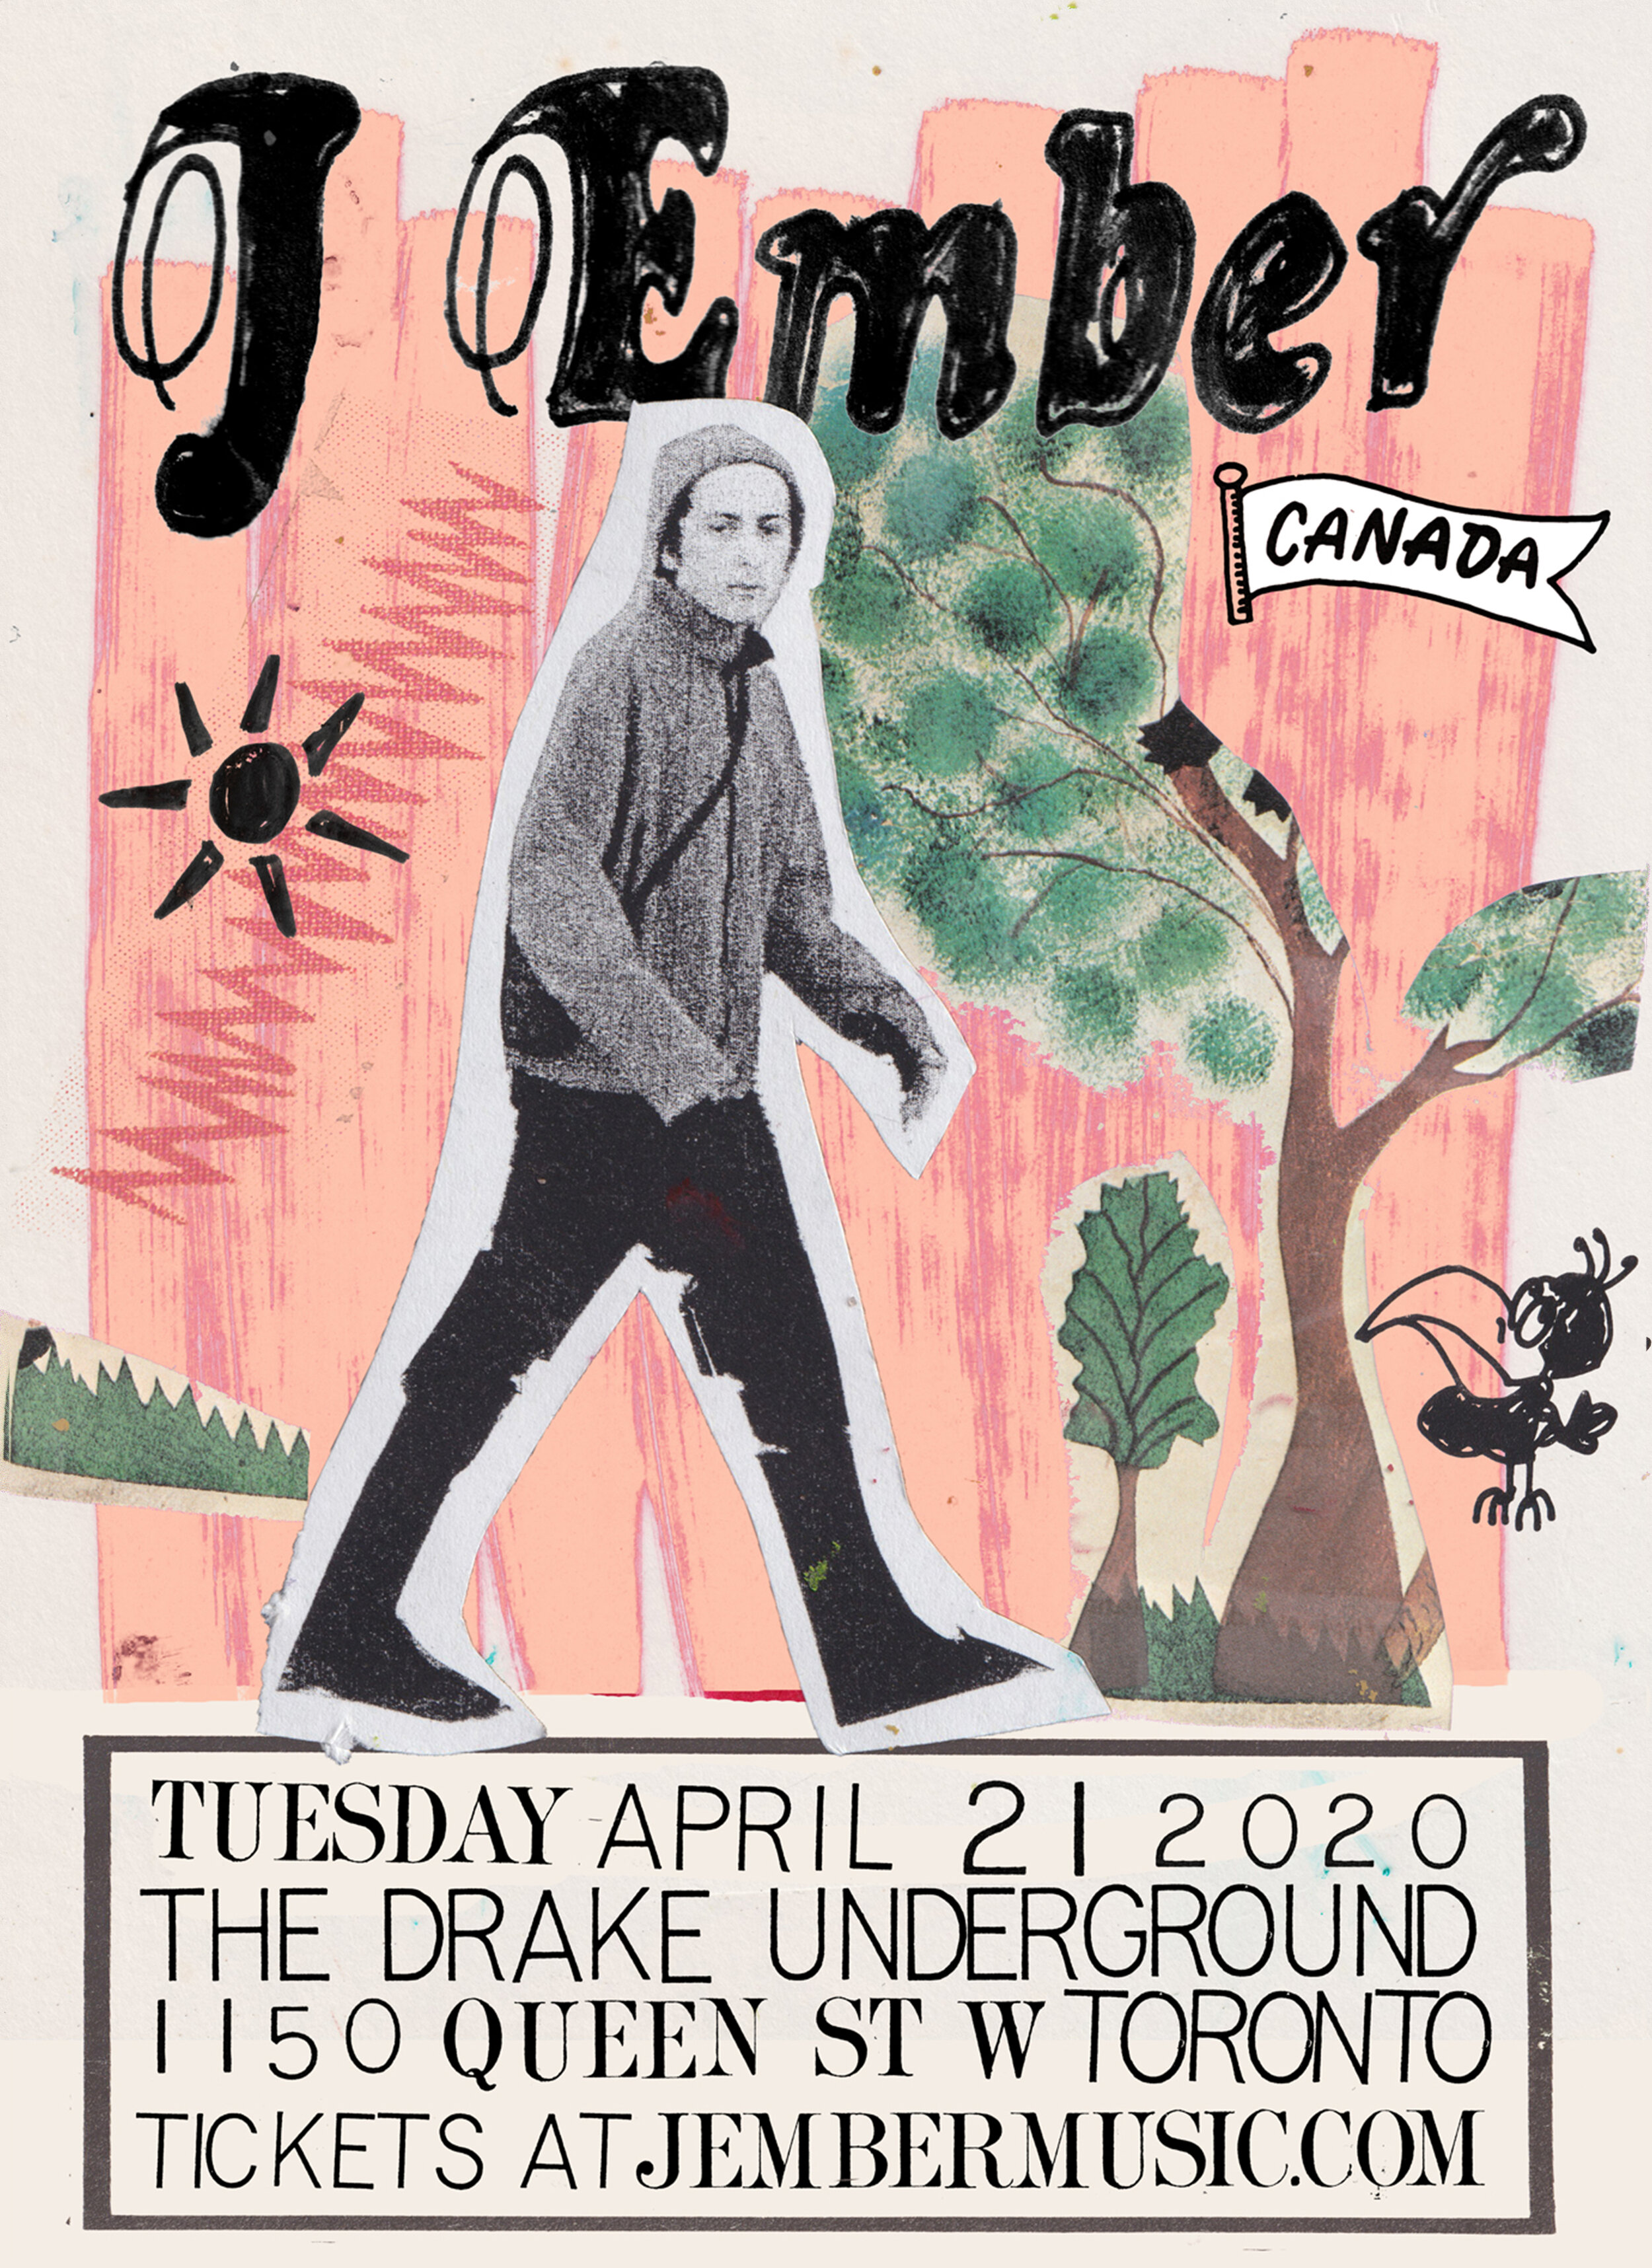 J Ember
CANADA
TUESDAY APRIL 21 2020
THE DRAKE UNDERGROUND
1150 QUEEN ST W TORONTO
TICKETS AT JEMBERMUSIC.COM